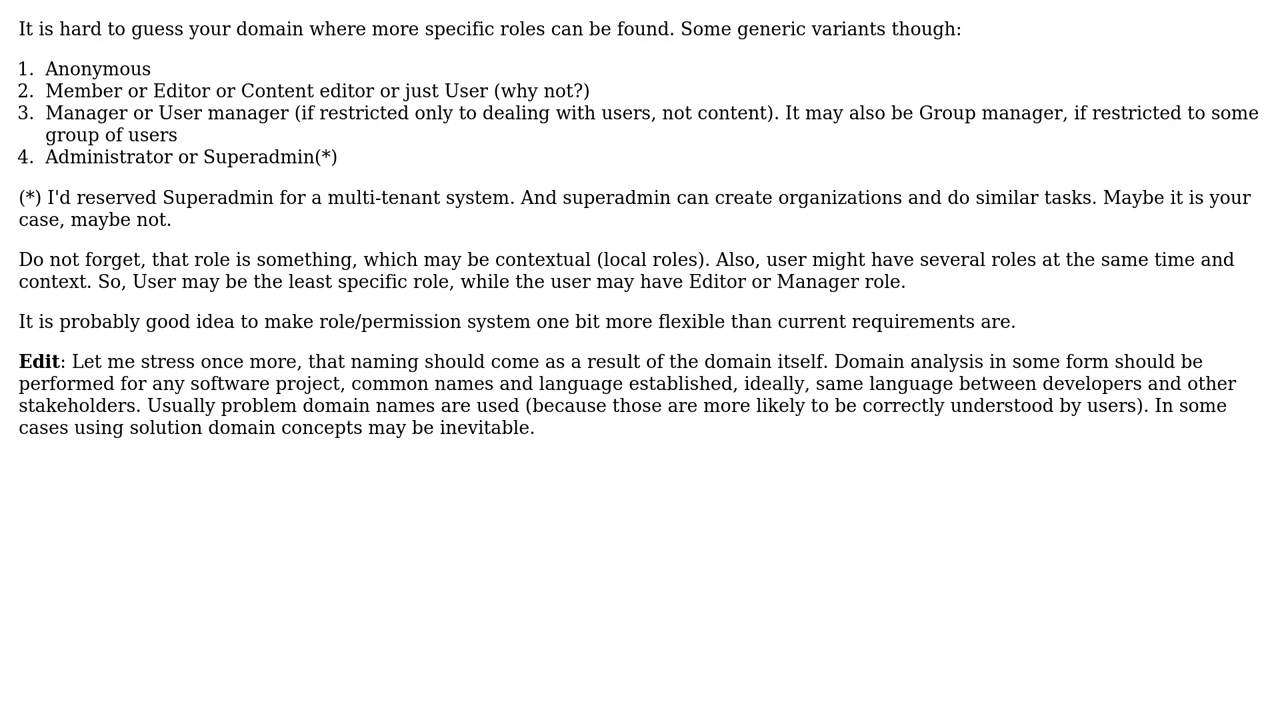 It is hard to guess your domain where more specific roles can be found. Some generic variants though:
1. Anonymous
2. Member or Editor or Content editor or just User (why not?)
3. Manager or User manager (if restricted only to dealing with users, not content). It may also be Group manager, if restricted to some
group of users
4. Administrator or Superadmin(*)
(*) I'd reserved Superadmin for a multi-tenant system. And superadmin can create organizations and do similar tasks. Maybe it is your
case, maybe not.
Do not forget, that role is something, which may be contextual (local roles). Also, user might have several roles at the same time and
context. So, User may be the least specific role, while the user may have Editor or Manager role.
It is probably good idea to make role/permission system one bit more flexible than current requirements are.
Edit: Let me stress once more, that naming should come as a result of the domain itself. Domain analysis in some form should be
performed for any software project, common names and language established, ideally, same language between developers and other
stakeholders. Usually problem domain names are used (because those are more likely to be correctly understood by users). In some
cases using solution domain concepts may be inevitable.